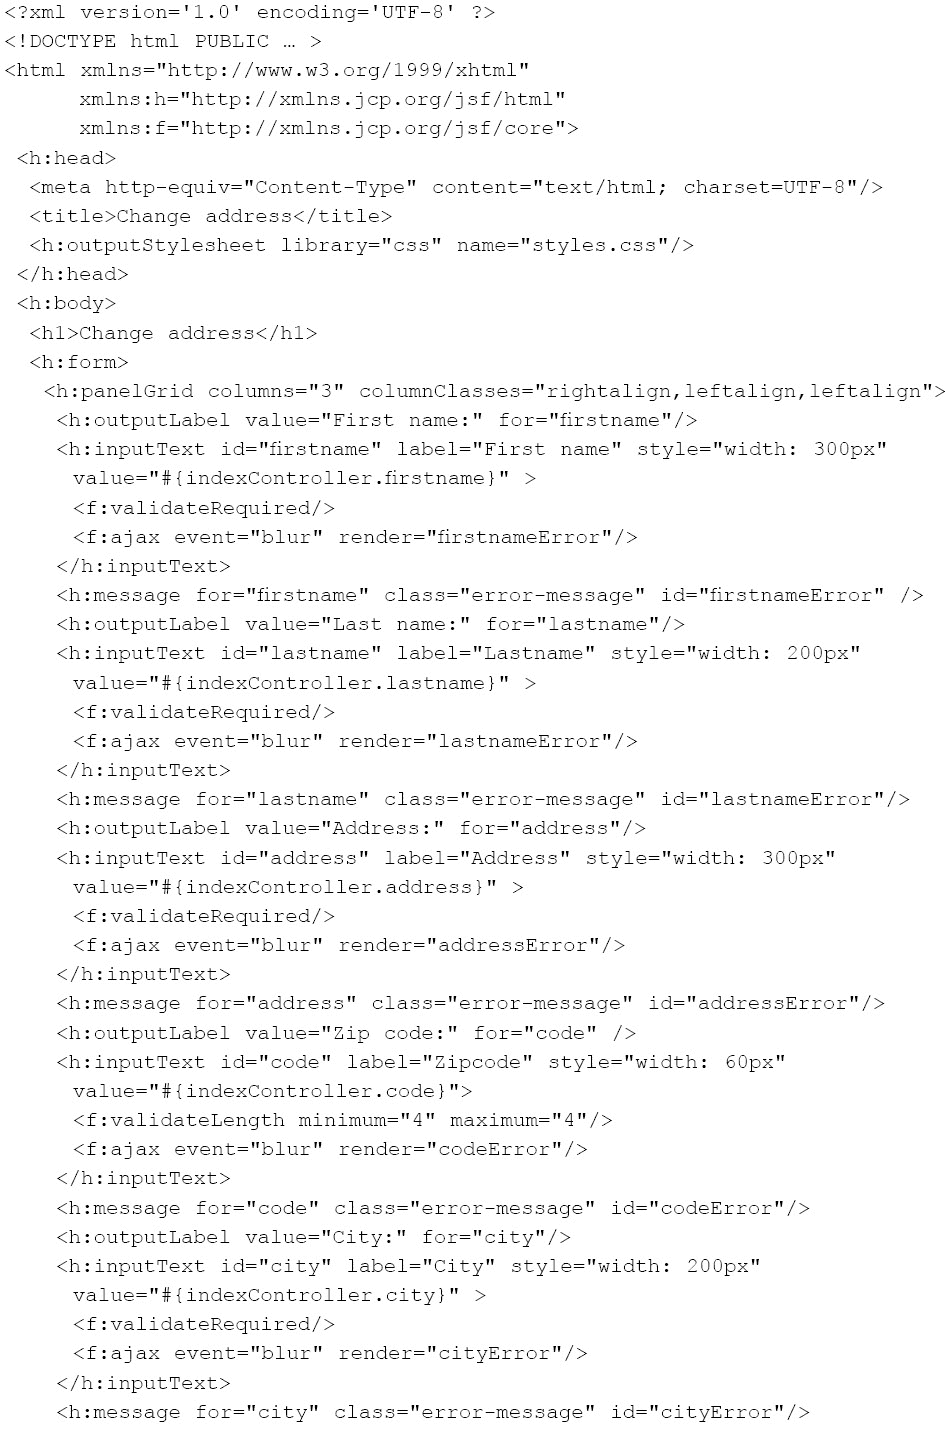 <?xml version='1.0' encoding='UTF-8' ?>
<!DOCTYPE html PUBLIC … >
<html xmlns="http://www.w3.org/1999/xhtml"
      xmlns:h="http://xmlns.jcp.org/jsf/html"
      xmlns:f="http://xmlns.jcp.org/jsf/core">
 <h:head>
  <meta http-equiv="Content-Type" content="text/html; charset=UTF-8"/>
  <title>Change address</title>
  <h:outputStylesheet library="css" name="styles.css"/>
 </h:head>
 <h:body>
  <h1>Change address</h1>
  <h:form>
   <h:panelGrid columns="3" columnClasses="rightalign,leftalign,leftalign">
    <h:outputLabel value="First name:" for="firstname"/>
    <h:inputText id="firstname" label="First name" style="width: 300px"
     value="#{indexController.firstname}" >
     <f:validateRequired/>
     <f:ajax event="blur" render="firstnameError"/>
    </h:inputText>
    <h:message for="firstname" class="error-message" id="firstnameError" />
    <h:outputLabel value="Last name:" for="lastname"/>
    <h:inputText id="lastname" label="Lastname" style="width: 200px"
     value="#{indexController.lastname}" >
     <f:validateRequired/>
     <f:ajax event="blur" render="lastnameError"/>
    </h:inputText>
    <h:message for="lastname" class="error-message" id="lastnameError"/>
    <h:outputLabel value="Address:" for="address"/>
    <h:inputText id="address" label="Address" style="width: 300px"
     value="#{indexController.address}" >
     <f:validateRequired/>
     <f:ajax event="blur" render="addressError"/>
    </h:inputText>
    <h:message for="address" class="error-message" id="addressError"/>
    <h:outputLabel value="Zip code:" for="code" />
    <h:inputText id="code" label="Zipcode" style="width: 60px"
     value="#{indexController.code}">
     <f:validateLength minimum="4" maximum="4"/>
     <f:ajax event="blur" render="codeError"/>
    </h:inputText>
    <h:message for="code" class="error-message" id="codeError"/>
    <h:outputLabel value="City:" for="city"/>
    <h:inputText id="city" label="City" style="width: 200px"
     value="#{indexController.city}" >
     <f:validateRequired/>
     <f:ajax event="blur" render="cityError"/>
    </h:inputText>
    <h:message for="city" class="error-message" id="cityError"/>